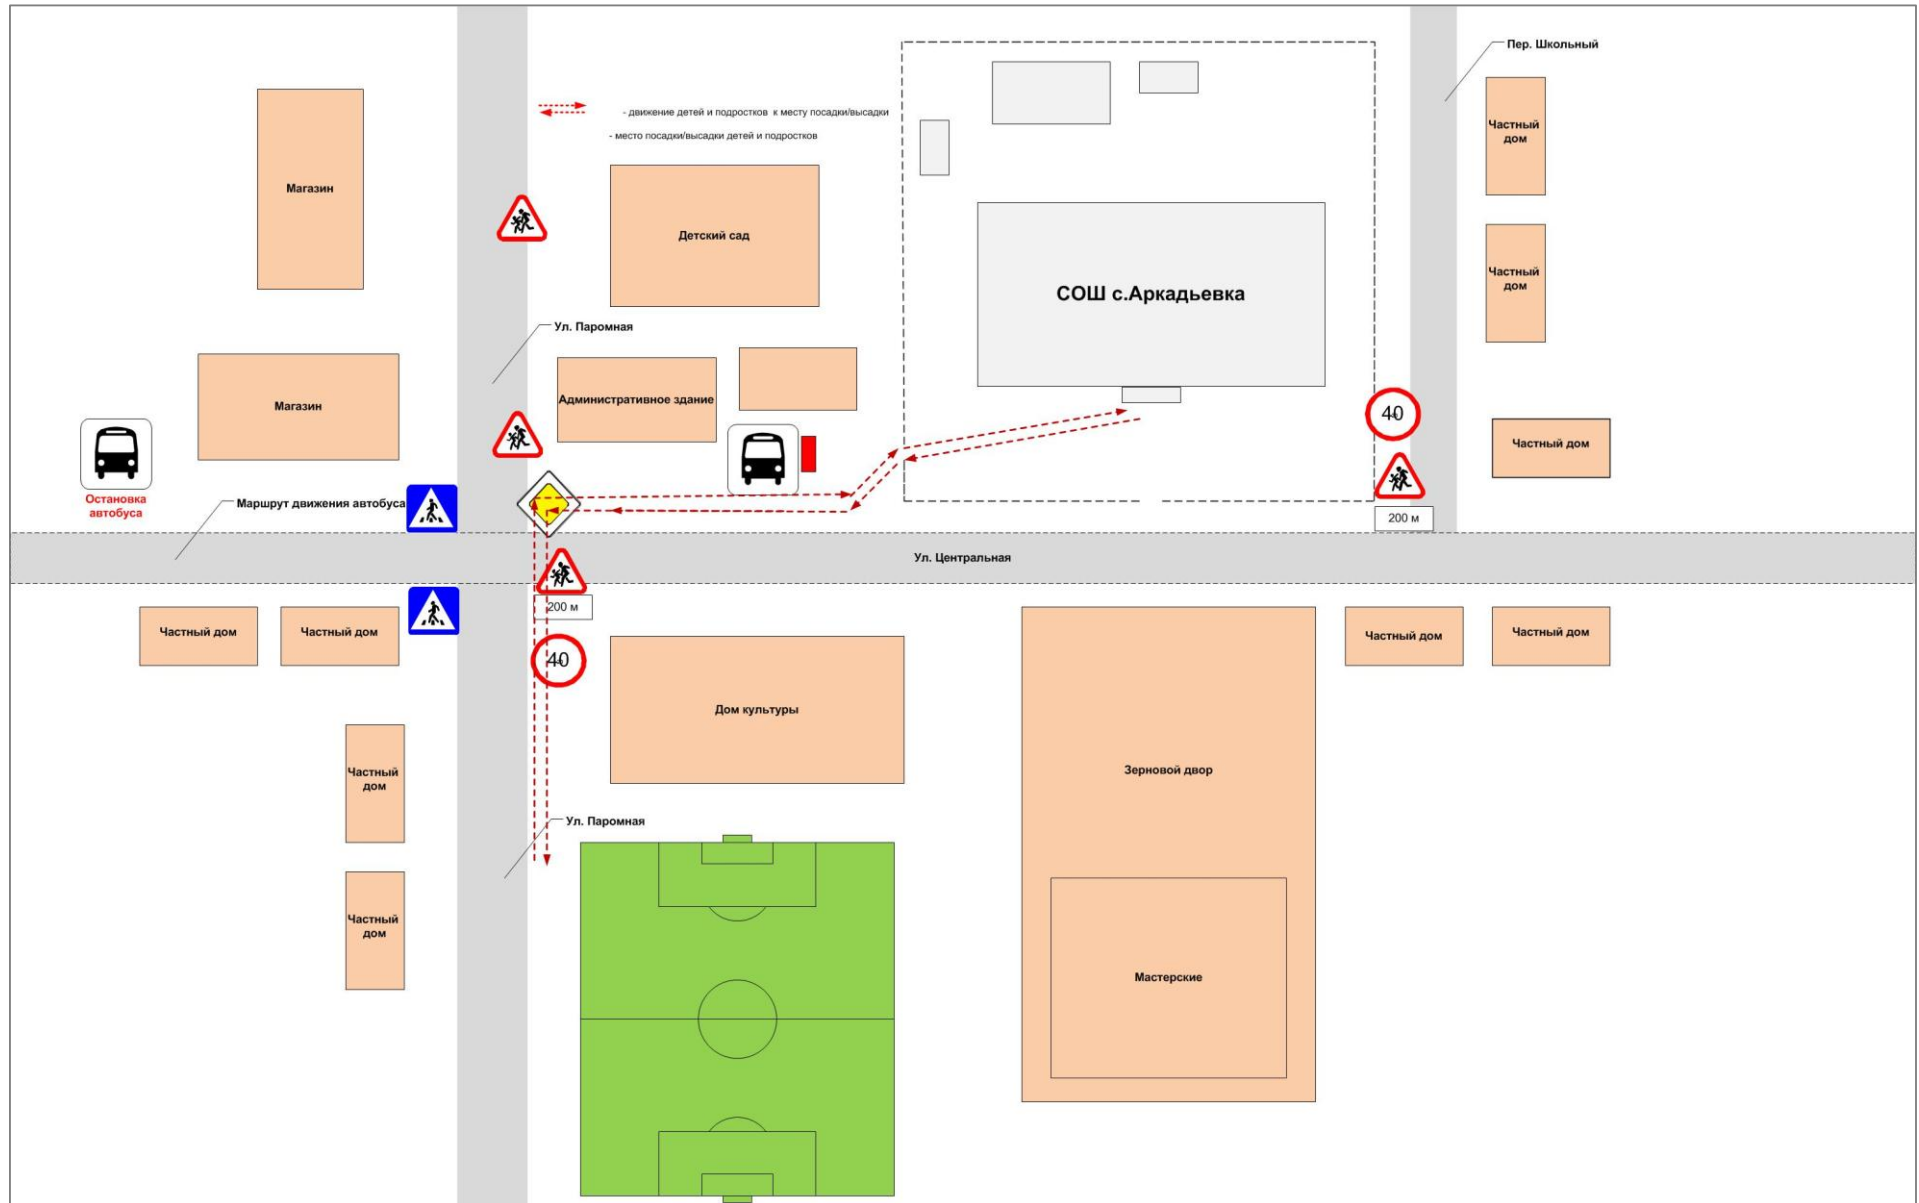 Пер. Школьный
- движение детей и подростков  к месту посадки/высадки
- место посадки/высадки детей и подростков
Частный
дом
Магазин
Детский сад
Частный
дом
СОШ с.Аркадьевка
Ул. Паромная
Административное здание
Магазин
40
Частный дом
Остановка
автобуса
Маршрут движения автобуса
200 м
Ул. Центральная
200 м
Частный дом
Частный дом
40
Частный дом
Частный дом
Дом культуры
Частный
дом
Зерновой двор
Ул. Паромная
Частный
дом
Мастерские